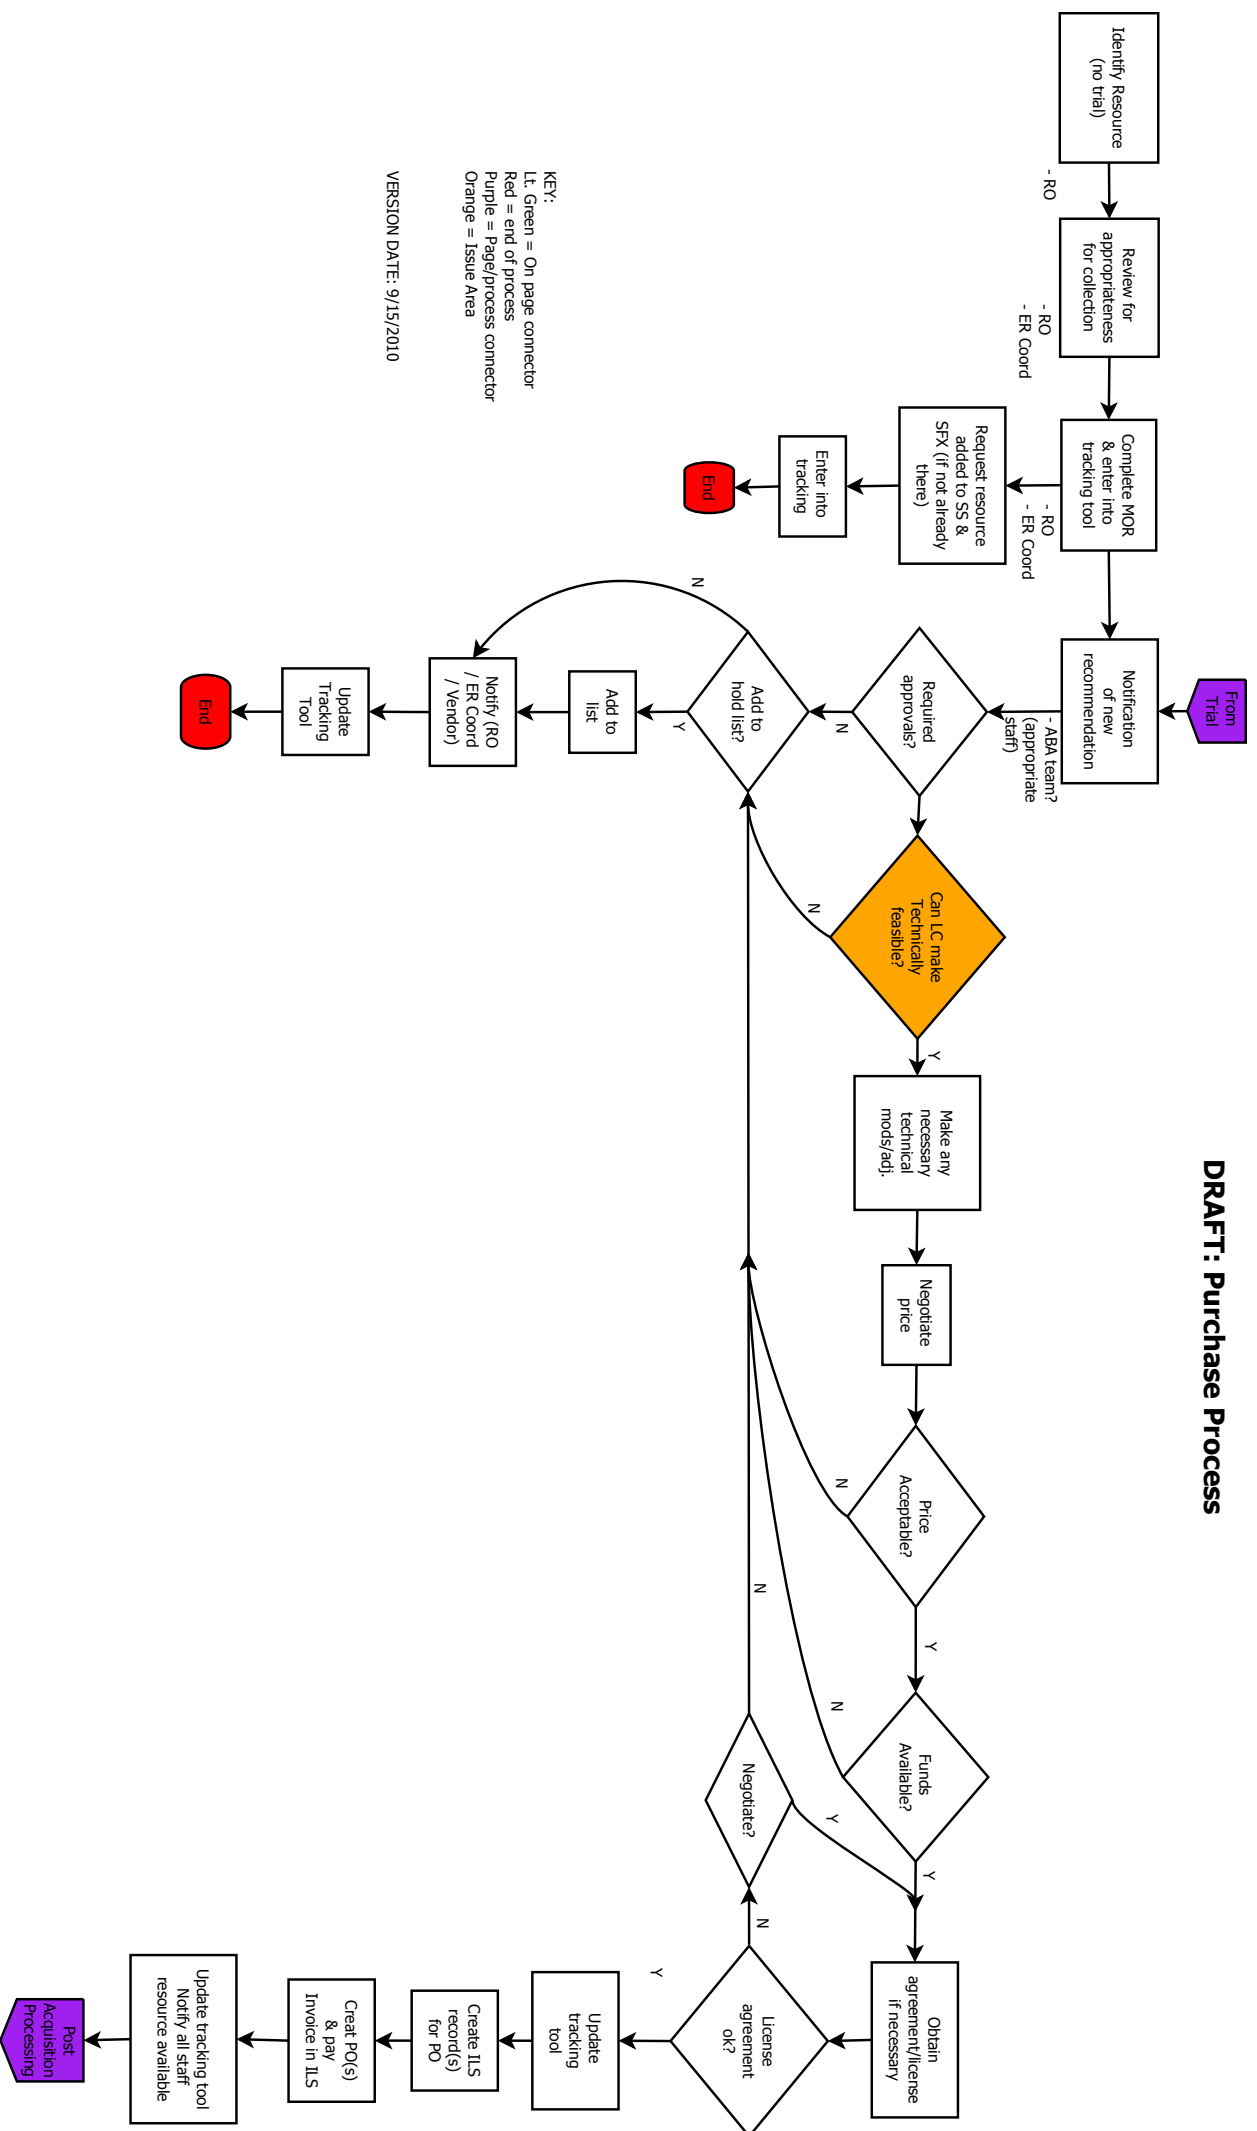 DRAFT: Purchase Process
From
Trial
Identify Resource
(no trial)
- RO
Review for
appropriateness
for collection
- RO
- ER Coord
Complete MOR
& enter into
tracking tool
- RO
- ER Coord
Notification
of new
recommendation
- ABA team?
(appropriate
staff)
Request resource
added to SS &
SFX (if not already
there)
Enter into
tracking
End
Required
approvals?
N
Can LC make
Technically
feasible?
N
Y
Make any
necessary
technical
mods/adj.
Negotiate
price
Price
Acceptable?
N
Y
Funds
Available?
N
Y
Obtain
agreement/license
if necessary
Add to
hold list?
N
Y
Add to
list
Notify (RO
/ ER Coord
/ Vendor)
Update
Tracking
Tool
End
Negotiate?
N
Y
License
agreement
ok?
N
Y
Update
tracking
tool
Create ILS
record(s)
for PO
Creat PO(s)
& pay
Invoice in ILS
Update tracking tool
Notify all staff
resource available
Post
Acquisition
Processing
KEY:
Lt. Green = On page connector
Red = end of process
Purple = Page/process connector
Orange = Issue Area
VERSION DATE: 9/15/2010